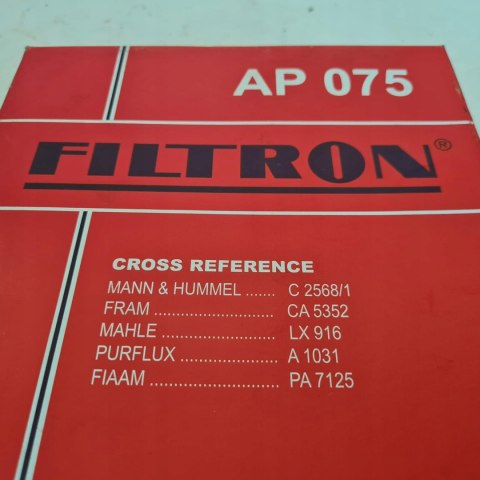 AP 075
FILTRON®
CROSS REFERENCE
MANN & HUMMEL ....... C 2568/1
FRAM ............................ CA 5352
MAHLE .......................... LX 916
PURFLUX ...................... A 1031
FIAAM ............................. PA 7125